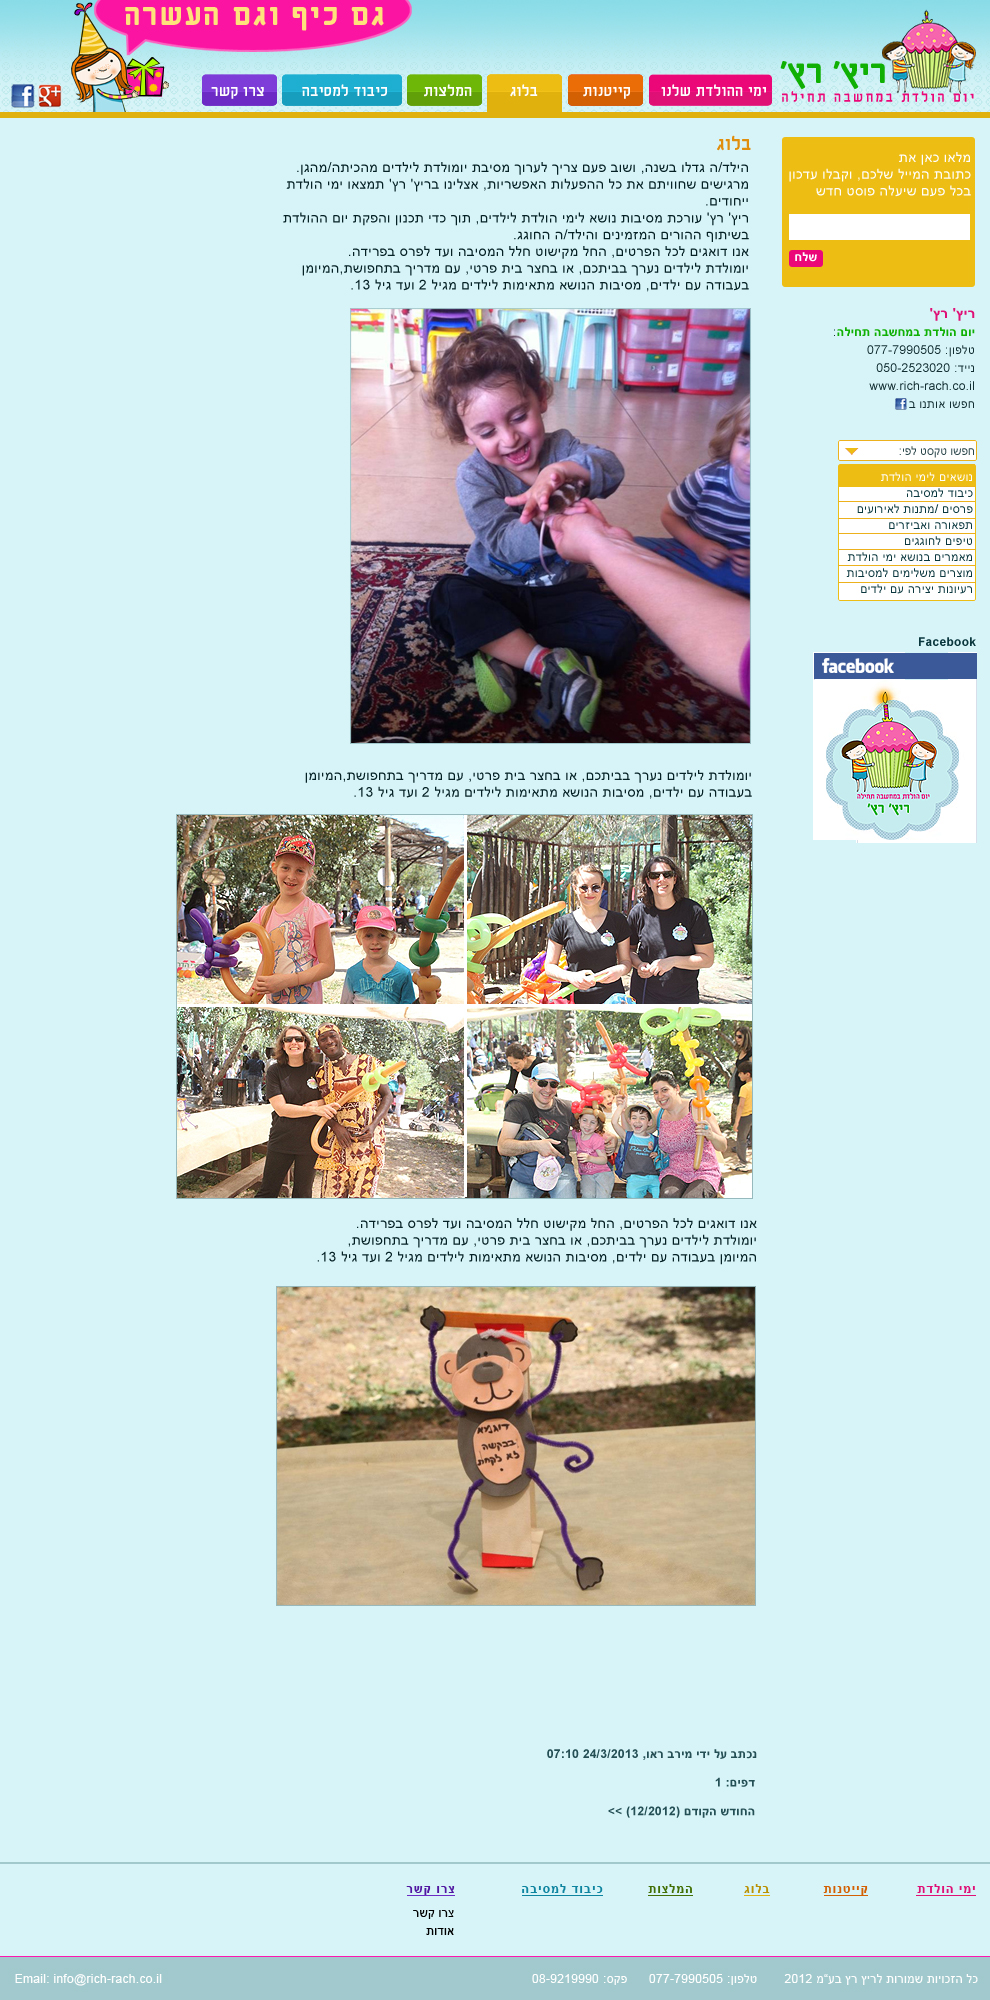 גם כיף וגם העשרה
ריץ' רץ'
יום הולדת במחשבה תחילה
ימי ההולדת שלנו
קייטנות
בלוג
המלצות
כיבוד למסיבה
צרו קשר
g+
f
מלאו כאן את
כתובת המייל שלכם, וקבלו עדכון
בכל פעם שיעלה פוסט חדש
שלח
ריץ' רץ'
יום הולדת במחשבה תחילה:
טלפון: 077-7990505
נייד: 050-2523020
www.rich-rach.co.il
חפשו אותנו ב f
חפשו טקסט לפי:
נושאים לימי הולדת
כיבוד למסיבה
פרסים /מתנות לאירועים
תפאורה ואביזרים
טיפים לחוגגים
מאמרים בנושא ימי הולדת
מוצרים משלימים למסיבות
רעיונות יצירה עם ילדים
Facebook
facebook
יום הולדת במחשבה תחילה
ריץ' רץ'
בלוג
הילד/ה גדלו בשנה, ושוב פעם צריך לערוך מסיבת יומולדת לילדים מהכיתה/מהגן.
מרגישים שחוויתם את כל ההפעלות האפשריות, אצלינו בריץ' רץ' תמצאו ימי הולדת
ייחודים.
ריץ' רץ' עורכת מסיבות נושא לימי הולדת לילדים, תוך כדי תכנון והפקת יום ההולדת
בשיתוף ההורים המזמינים והילד/ה החוגג.
אנו דואגים לכל הפרטים, החל מקישוט חלל המסיבה ועד לפרס בפרידה.
יומולדת לילדים נערך בביתכם, או בחצר בית פרטי, עם מדריך בתחפושת,המיומן
בעבודה עם ילדים, מסיבות הנושא מתאימות לילדים מגיל 2 ועד גיל 13.
יומולדת לילדים נערך בביתכם, או בחצר בית פרטי, עם מדריך בתחפושת,המיומן
בעבודה עם ילדים, מסיבות הנושא מתאימות לילדים מגיל 2 ועד גיל 13.
אנו דואגים לכל הפרטים, החל מקישוט חלל המסיבה ועד לפרס בפרידה.
יומולדת לילדים נערך בביתכם, או בחצר בית פרטי, עם מדריך בתחפושת,
המיומן בעבודה עם ילדים, מסיבות הנושא מתאימות לילדים מגיל 2 ועד גיל 13.
דוגמא
בבקשה
לא לקחת
נכתב על ידי מירב ראו, 24/3/2013 07:10
דפים: 1
החודש הקודם (12/2012) >>
ימי הולדת
קייטנות
בלוג
המלצות
כיבוד למסיבה
צרו קשר
צרו קשר
אודות
כל הזכויות שמורות לריץ רץ בע"מ 2012
טלפון: 077-7990505
פקס: 08-9219990
Email: info@rich-rach.co.il